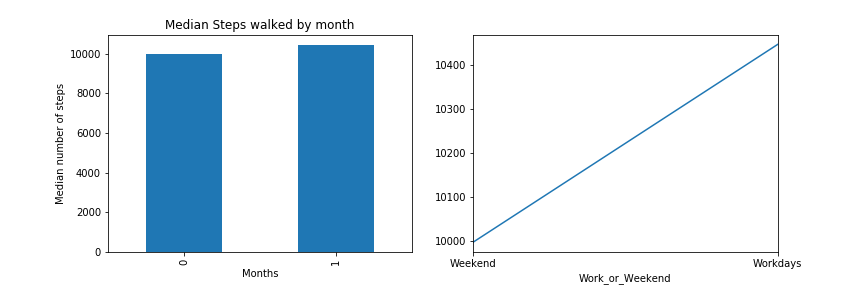 Median Steps walked by month
Median number of steps
10000
8000
6000
4000
2000
0
0
1
Months
10400
10300
10200
10100
10000
Weekend
Workdays
Work_or_Weekend